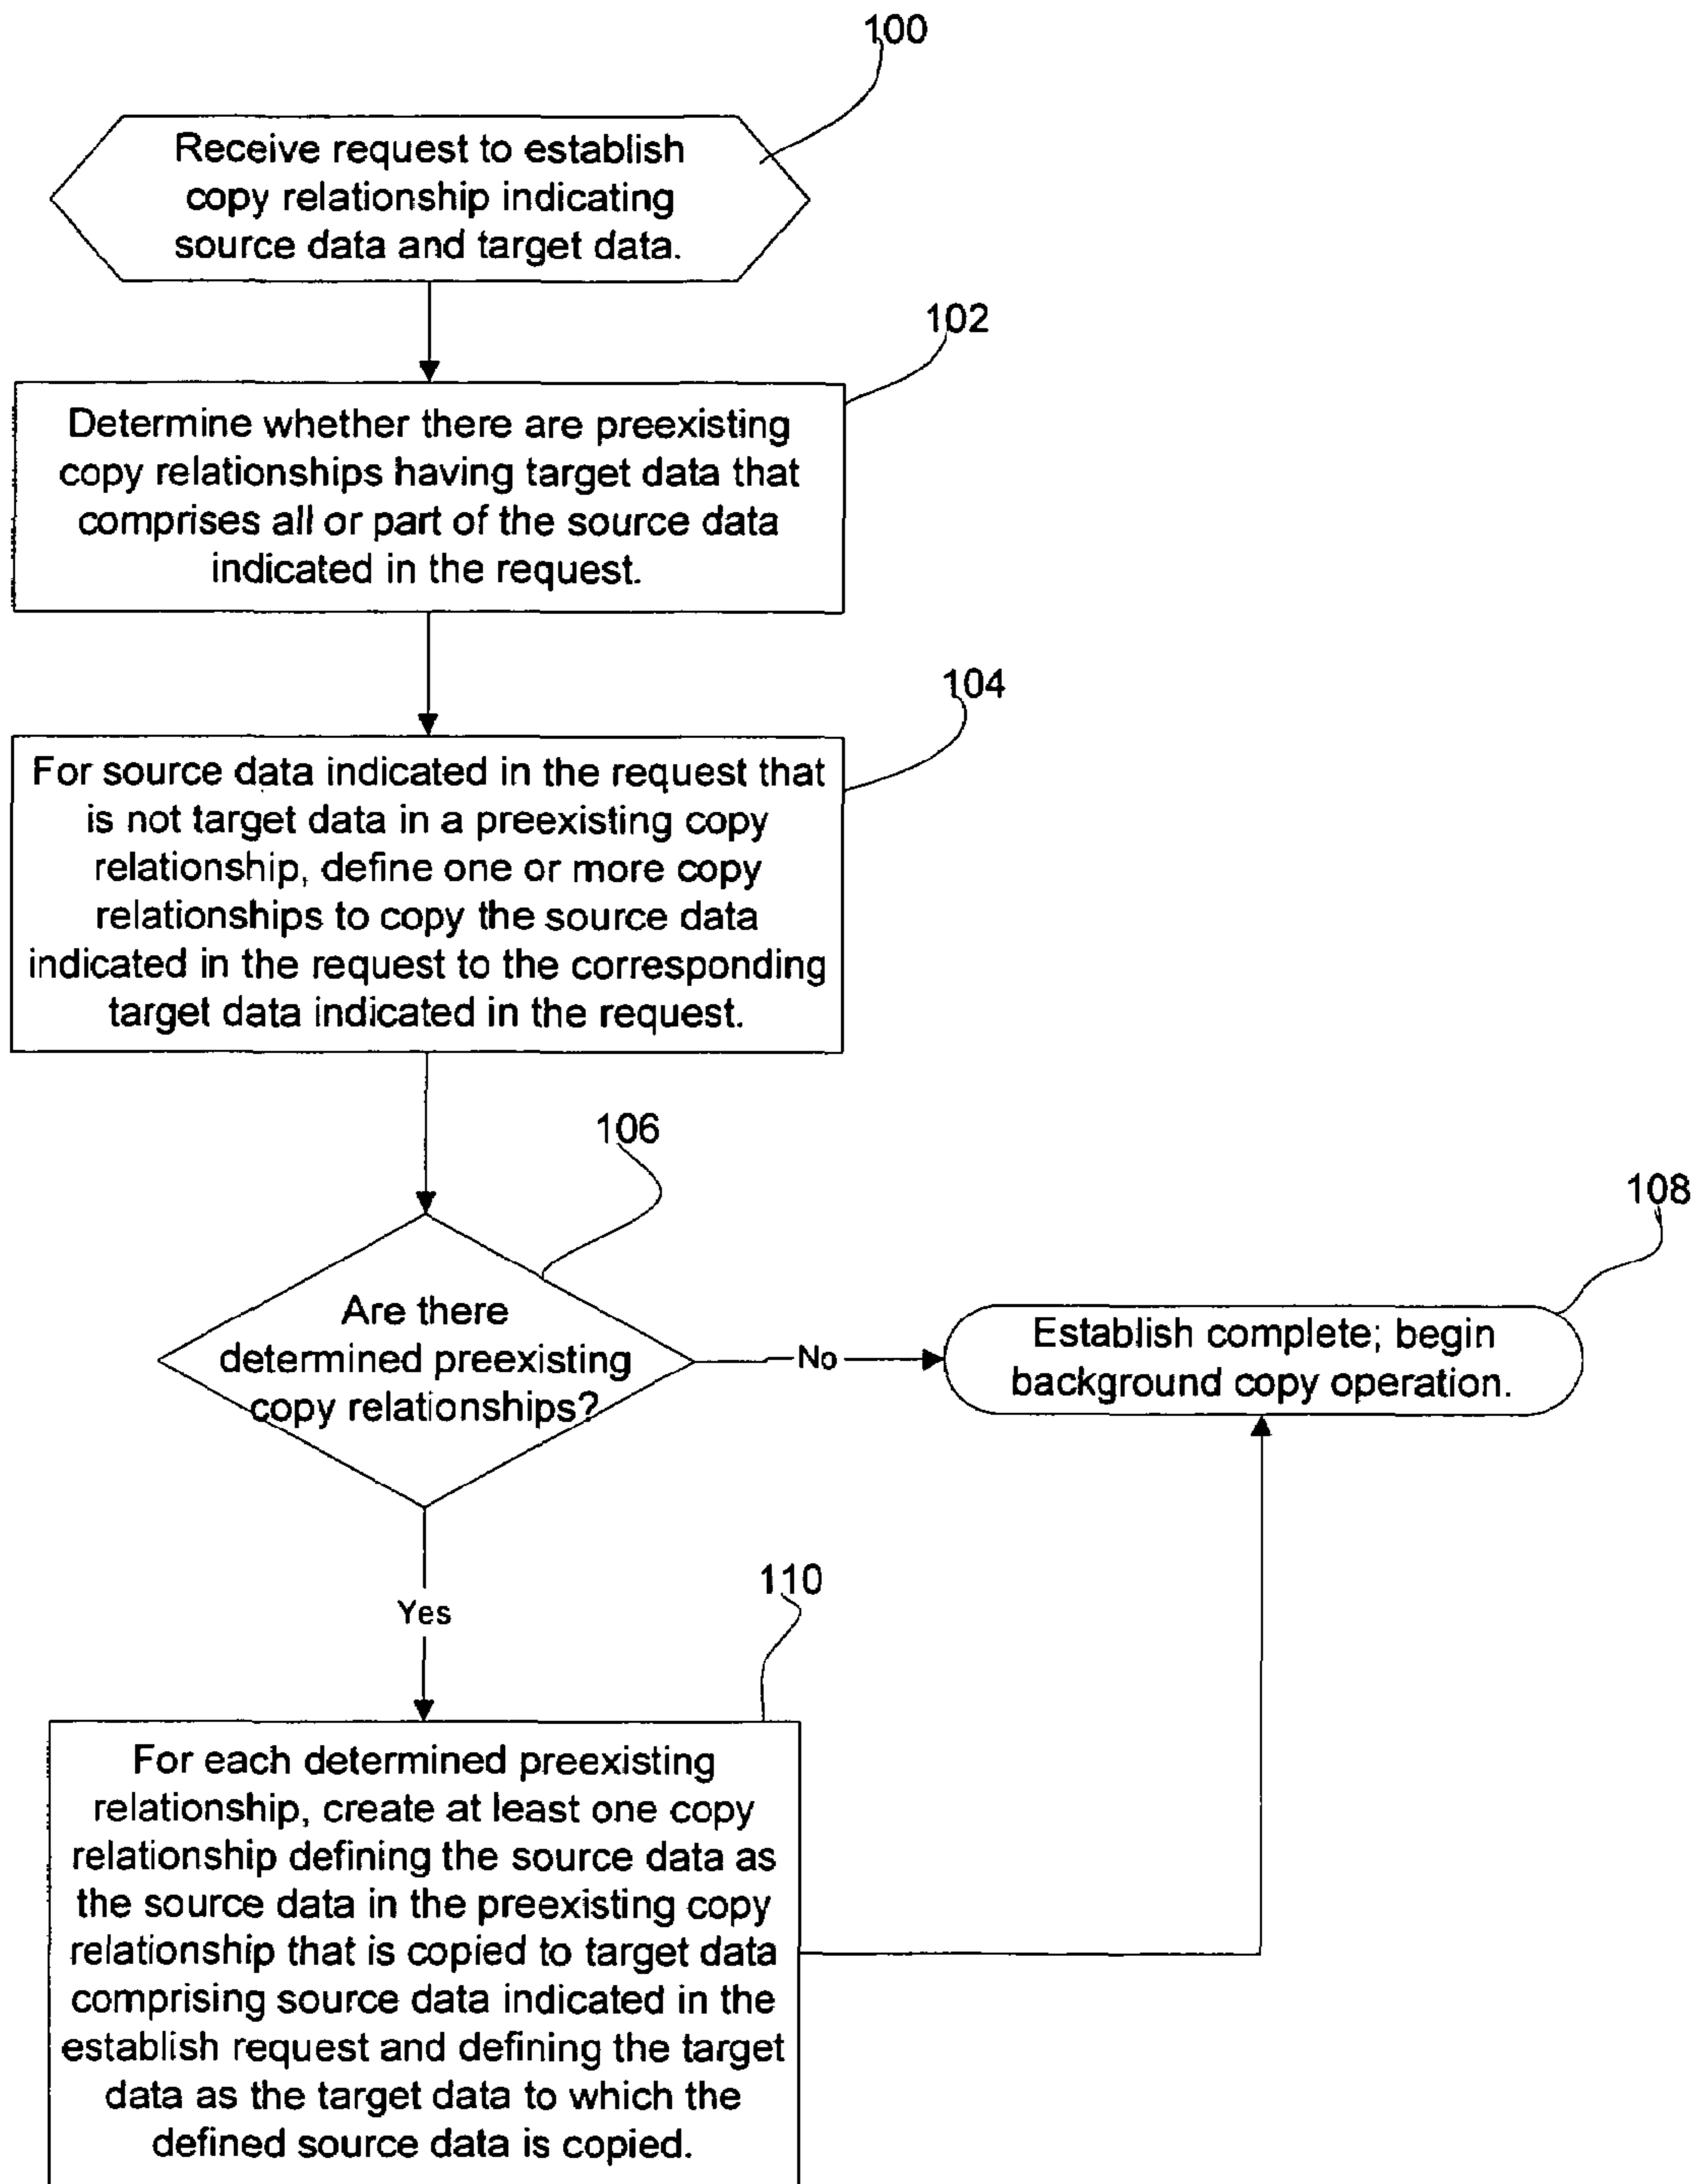 100
Receive request to establish
copy relationship indicating
source data and target data.
102
Determine whether there are preexisting
copy relationships having target data that
comprises all or part of the source data
indicated in the request.
104
For source data indicated in the request that
is not target data in a preexisting copy
relationship, define one or more copy
relationships to copy the source data
indicated in the request to the corresponding
target data indicated in the request.
106
Are there
determined preexisting
copy relationships?
No
108
Establish complete; begin
background copy operation.
Yes
110
For each determined preexisting
relationship, create at least one copy
relationship defining the source data as
the source data in the preexisting copy
relationship that is copied to target data
comprising source data indicated in the
establish request and defining the target
data as the target data to which the
defined source data is copied.